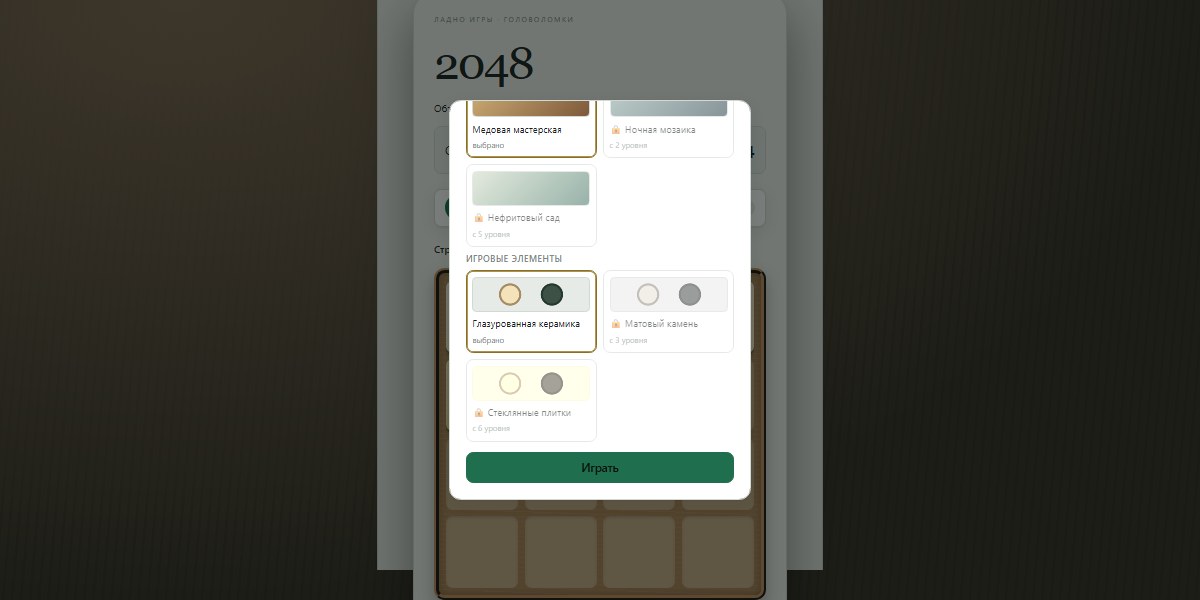 ЛАДНО ИГРЫ · ГОЛОВОЛОМКИ
2048
Медовая мастерская
выбрано
Ночная мозаика
с 2 уровня
Нефритовый сад
с 5 уровня
ИГРОВЫЕ ЭЛЕМЕНТЫ
Глазурованная керамика
выбрано
Матовый камень
с 3 уровня
Стеклянные плитки
с 6 уровня
Играть